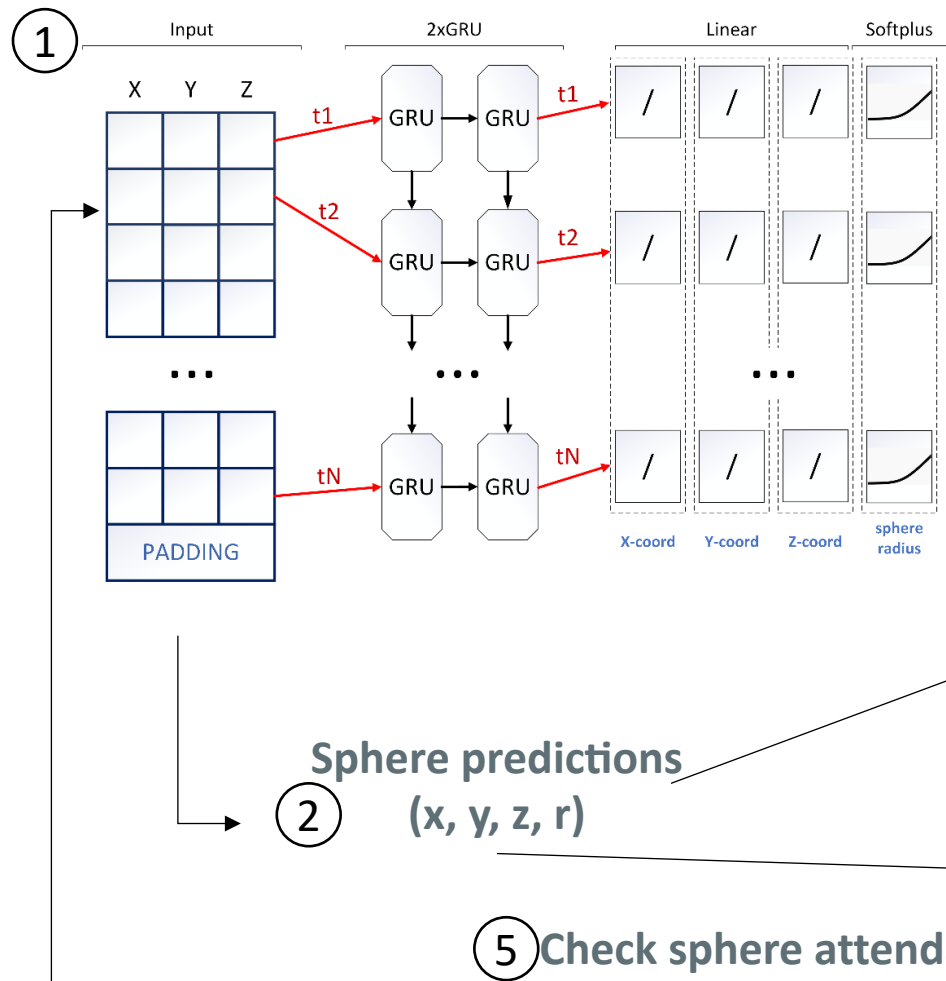 1
Input
2xGRU
Linear
Softplus
X Y Z
t1
GRU
GRU
t1
t2
GRU
GRU
t2
...
...
...
tN
GRU
GRU
tN
PADDING
X-coord
Y-coord
Z-coord
sphere
radius
Sphere predictions
2
(x, y, z, r)
5
Check sphere attend